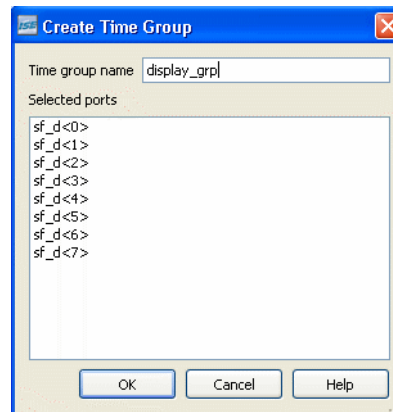 ISE Create Time Group
Time group name display_grp
Selected ports
sf_d<0>
sf_d<1>
sf_d<2>
sf_d<3>
sf_d<4>
sf_d<5>
sf_d<6>
sf_d<7>
OK Cancel Help